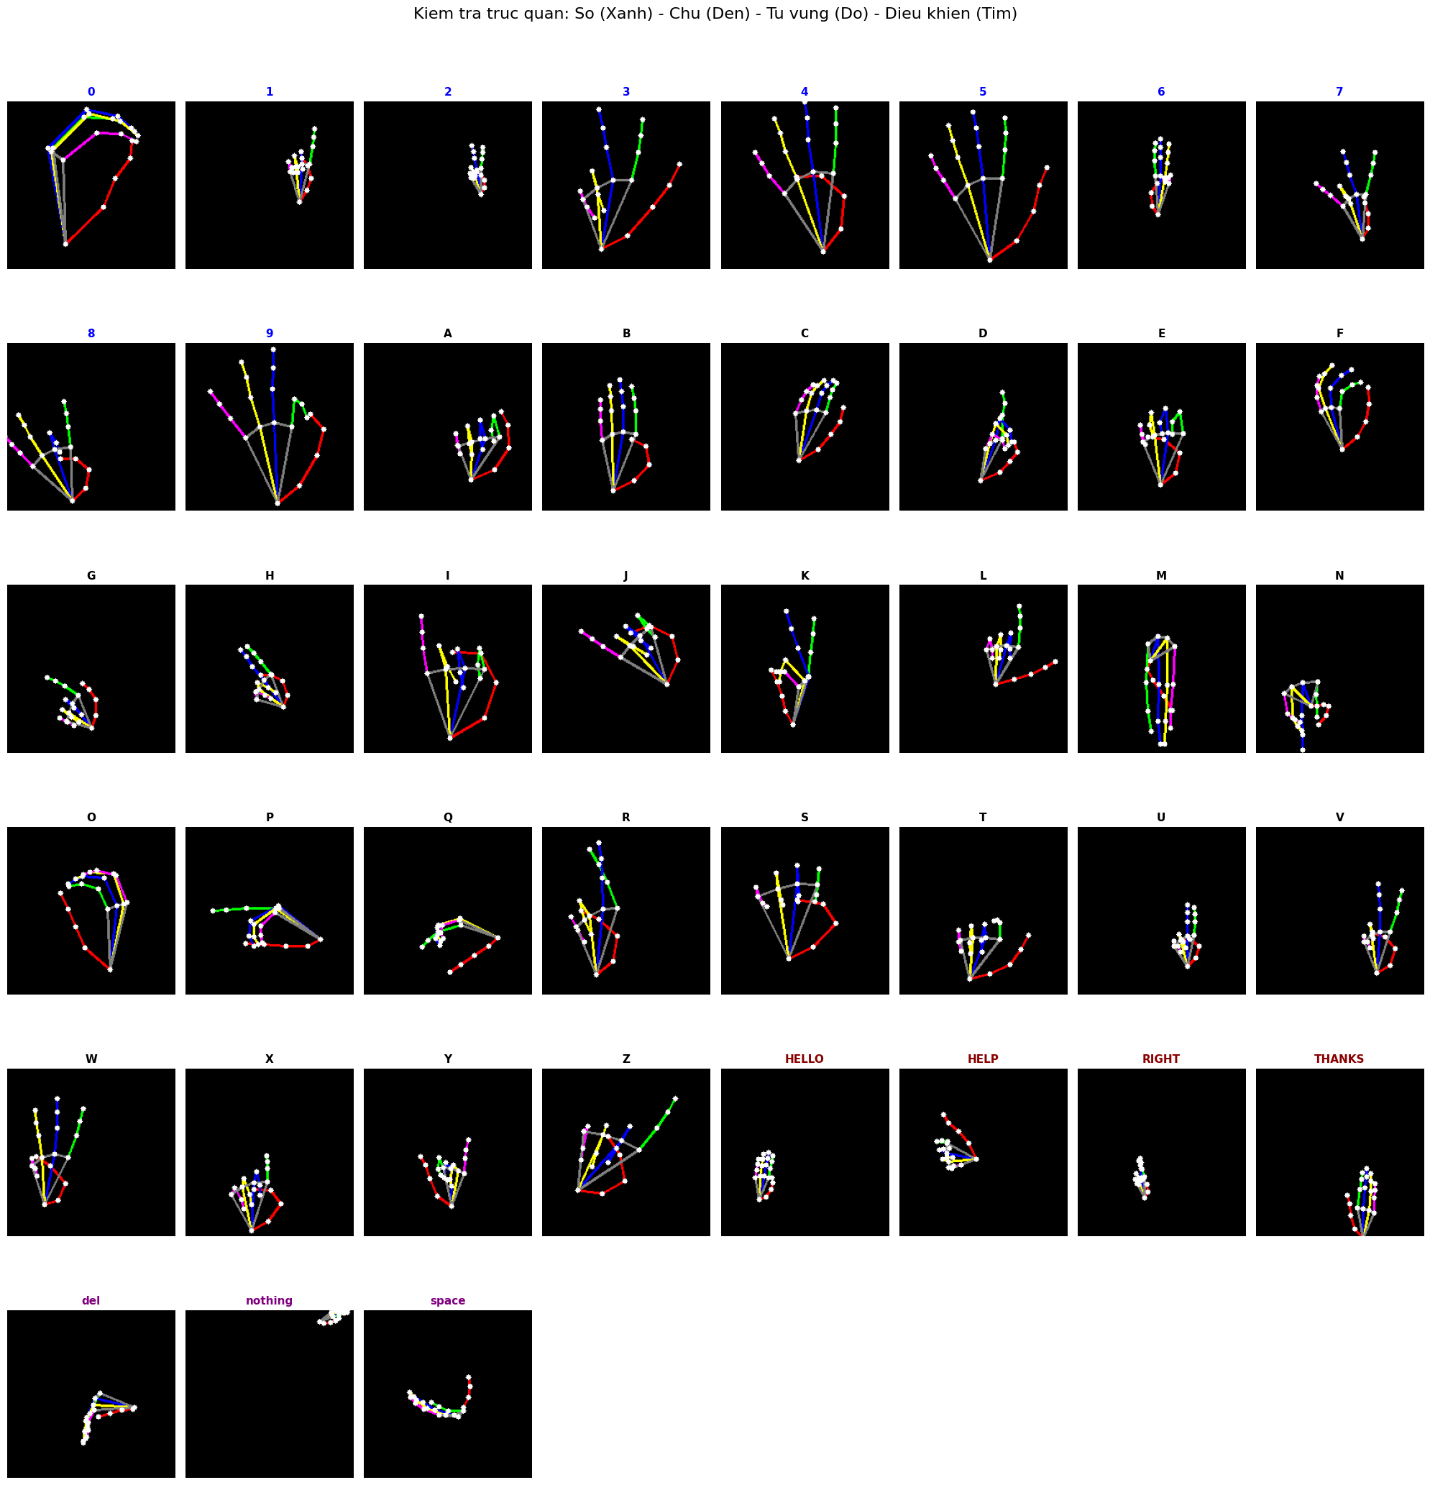 Kiem tra truc quan: So (Xanh) - Chu (Den) - Tu vung (Do) - Dieu khien (Tim)
0 1 2 3 4 5 6 7
8 9 A B C D E F
G H I J K L M N
O P Q R S T U V
W X Y Z HELLO HELP RIGHT THANKS
del nothing space